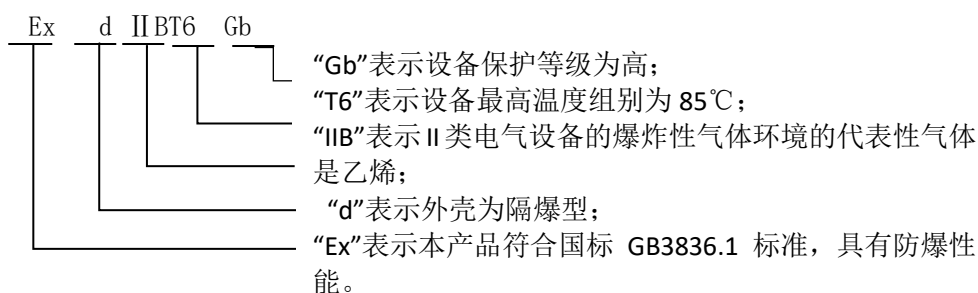 Ex d ⅡBT6 Gb
“Gb”表示设备保护等级为高；
“T6”表示设备最高温度组别为 85℃；
“IIB”表示 II 类电气设备的爆炸性气体环境的代表性气体
是乙烯；
“d”表示外壳为隔爆型；
“Ex”表示本产品符合国标 GB3836.1 标准，具有防爆性
能。